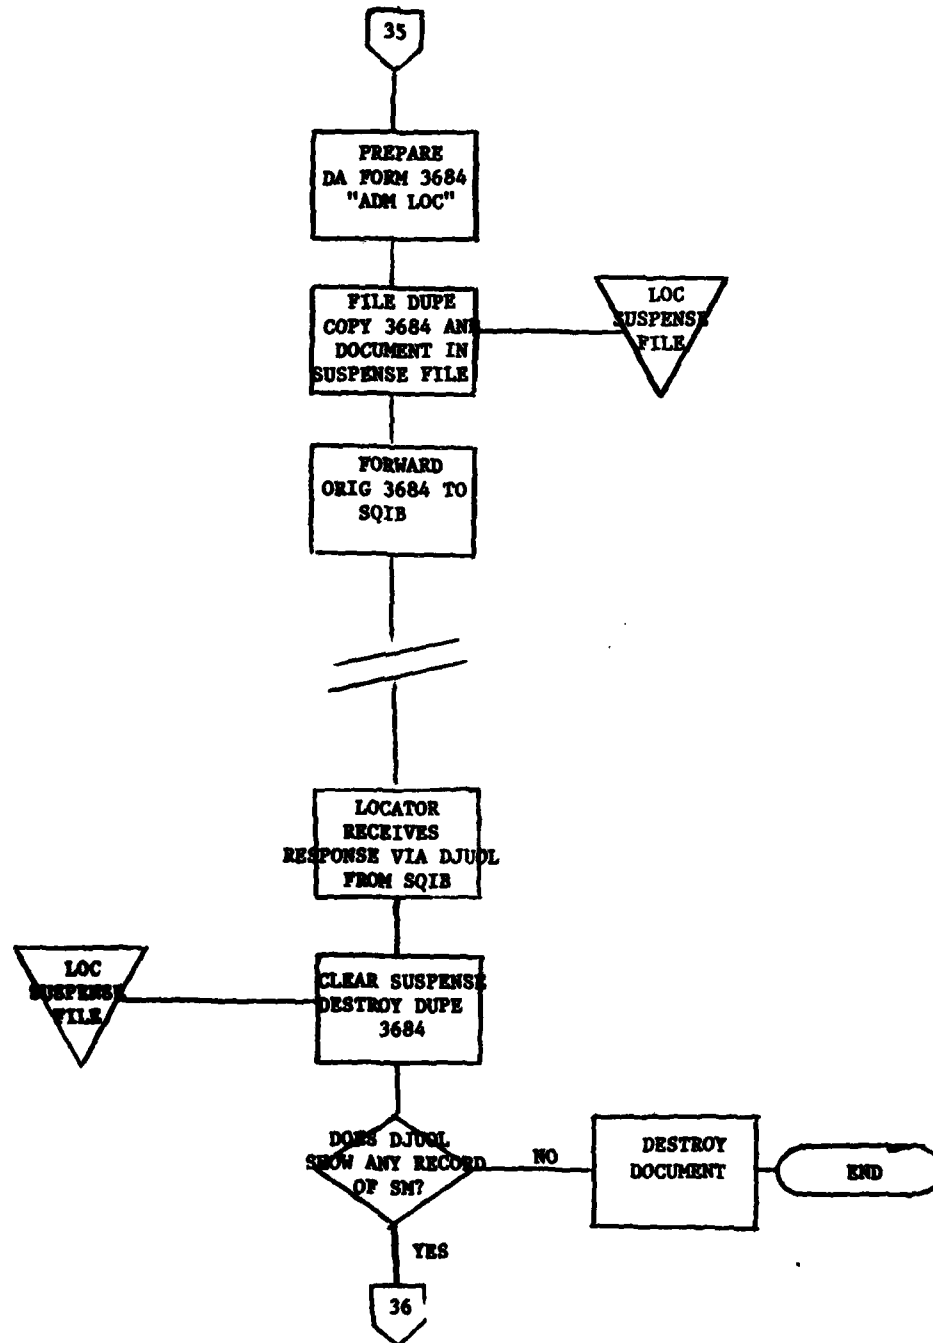 35
PREPARE
DA FORM 3684
"ADM LOC"
FILE DUPE
COPY 3684 AND
DOCUMENT IN
SUSPENSE FILE
LOC
SUSPENSE
FILE
FORWARD
ORIG 3684 TO
SQIB
LOCATOR
RECEIVES
RESPONSE VIA DJUOL
FROM SQIB
LOC
SUSPENSE
FILE
CLEAR SUSPENSE
DESTROY DUPE
3684
DOES DJUOL
SHOW ANY RECORD
OF SM?
NO
DESTROY
DOCUMENT
END
YES
36